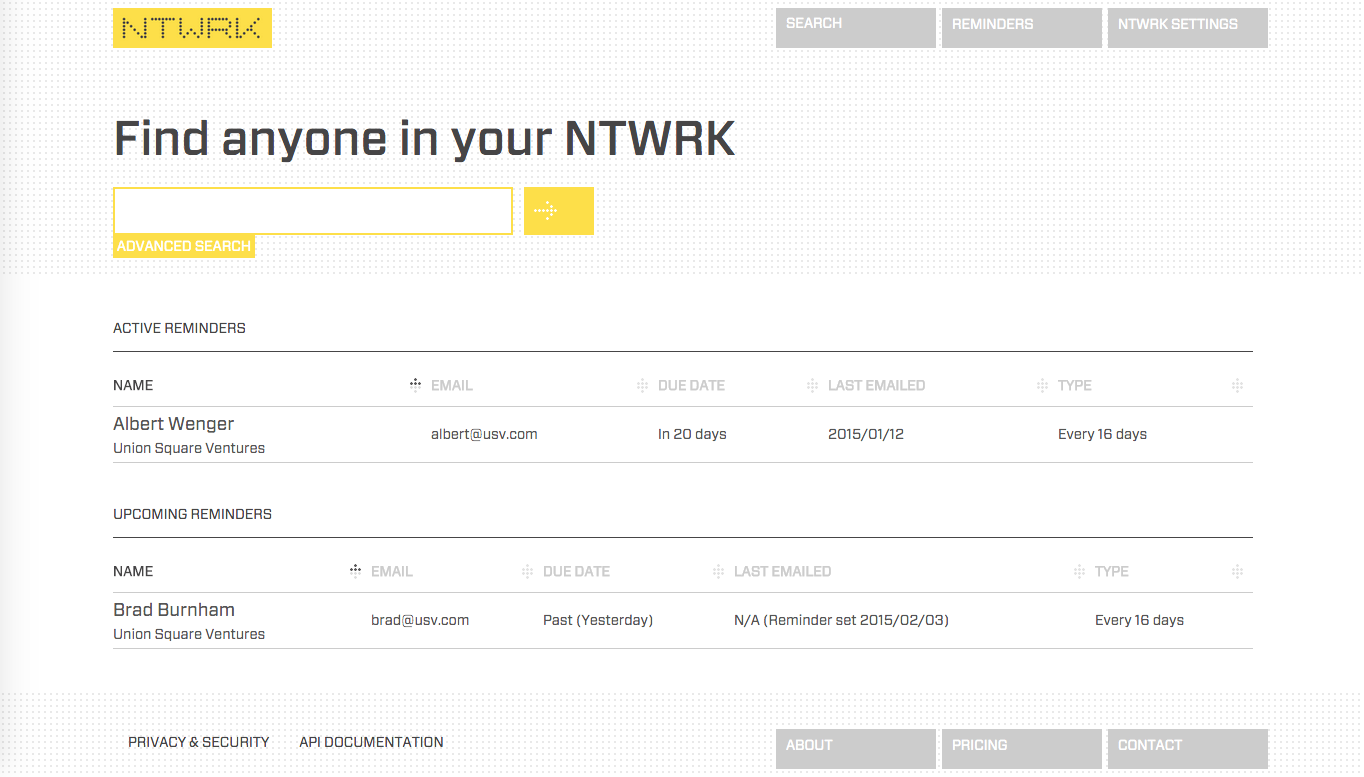 NTWRK
SEARCH
REMINDERS
NTWRK SETTINGS
Find anyone in your NTWRK
ADVANCED SEARCH
ACTIVE REMINDERS
NAME EMAIL DUE DATE LAST EMAILED TYPE
Albert Wenger
Union Square Ventures
albert@usv.com In 20 days 2015/01/12 Every 16 days
UPCOMING REMINDERS
NAME EMAIL DUE DATE LAST EMAILED TYPE
Brad Burnham
Union Square Ventures
brad@usv.com Past (Yesterday) N/A (Reminder set 2015/02/03) Every 16 days
PRIVACY & SECURITY API DOCUMENTATION
ABOUT
PRICING
CONTACT